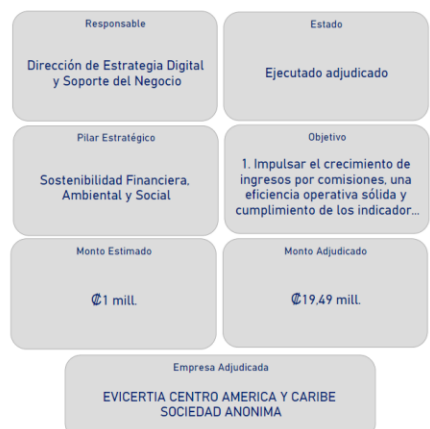 Responsable
Dirección de Estrategia Digital
y Soporte del Negocio
Estado
Ejecutado adjudicado
Pilar Estratégico
Sostenibilidad Financiera,
Ambiental y Social
Objetivo
1. Impulsar el crecimiento de
ingresos por comisiones, una
eficiencia operativa sólida y
cumplimiento de los indicador...
Monto Estimado
₡1 mill.
Monto Adjudicado
₡19,49 mill.
Empresa Adjudicada
EVICERTIA CENTRO AMERICA Y CARIBE
SOCIEDAD ANONIMA